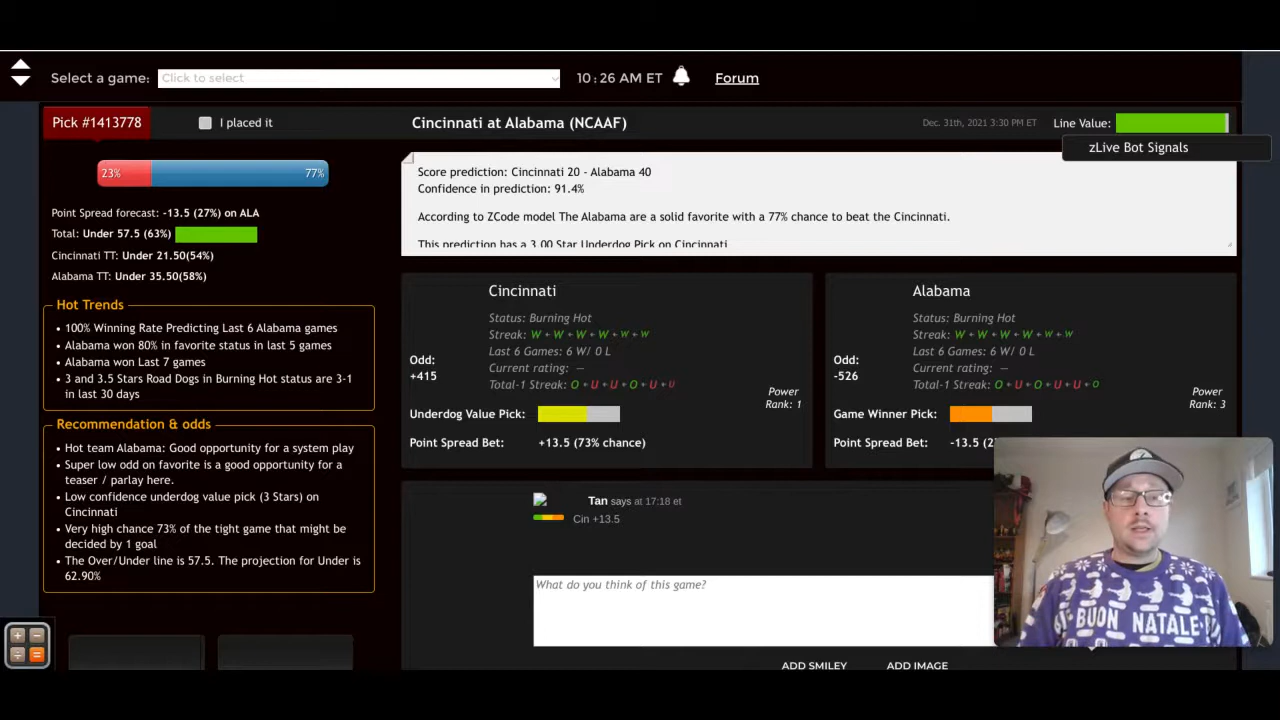 Select a game:
Click to select
10:26 AM ET
Forum
Pick #1413778
I placed it
Cincinnati at Alabama (NCAAF)
Dec. 31th, 2021 3:30 PM ET
Line Value:
zLive Bot Signals
23%
77%
Score prediction: Cincinnati 20 - Alabama 40
Confidence in prediction: 91.4%
According to ZCode model The Alabama are a solid favorite with a 77% chance to beat the Cincinnati.
This prediction has a 3.00 Star Underdog Pick on Cincinnati
Point Spread forecast: -13.5 (27%) on ALA
Total: Under 57.5 (63%)
Cincinnati TT: Under 21.50(54%)
Alabama TT: Under 35.50(58%)
Hot Trends
• 100% Winning Rate Predicting Last 6 Alabama games
• Alabama won 80% in favorite status in last 5 games
• Alabama won Last 7 games
• 3 and 3.5 Stars Road Dogs in Burning Hot status are 3-1
in last 30 days
Recommendation & odds
• Hot team Alabama: Good opportunity for a system play
• Super low odd on favorite is a good opportunity for a
teaser / parlay here.
• Low confidence underdog value pick (3 Stars) on
Cincinnati
• Very high chance 73% of the tight game that might be
decided by 1 goal
• The Over/Under line is 57.5. The projection for Under is
62.90%
Cincinnati
Status: Burning Hot
Streak: W - W - W - W - W - W
Last 6 Games: 6 W/ 0 L
Odd:
+415
Current rating: —
Total-1 Streak: O - U - U - O - U - U
Power
Rank: 1
Underdog Value Pick:
Point Spread Bet: +13.5 (73% chance)
Alabama
Status: Burning Hot
Streak: W - W - W - W - W - W
Last 6 Games: 6 W/ 0 L
Odd:
-526
Current rating: —
Total-1 Streak: O - U - O - U - U - O
Power
Rank: 3
Game Winner Pick:
Point Spread Bet: -13.5 (2
Tan says at 17:18 et
Cin +13.5
What do you think of this game?
ADD SMILEY
ADD IMAGE
BUON NATALE